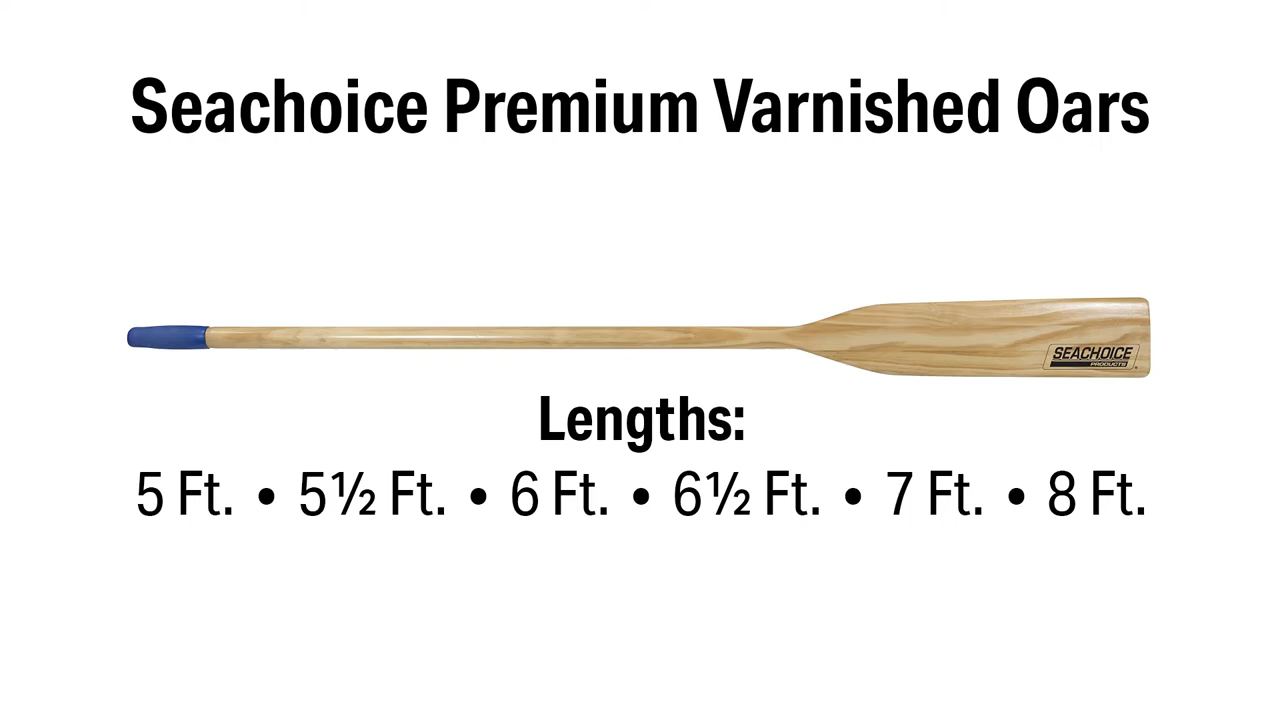 Seachoice Premium Varnished Oars
SEACHOICE
PRODUCTS
Lengths:
5 Ft. • 5½ Ft. • 6 Ft. • 6½ Ft. • 7 Ft. • 8 Ft.